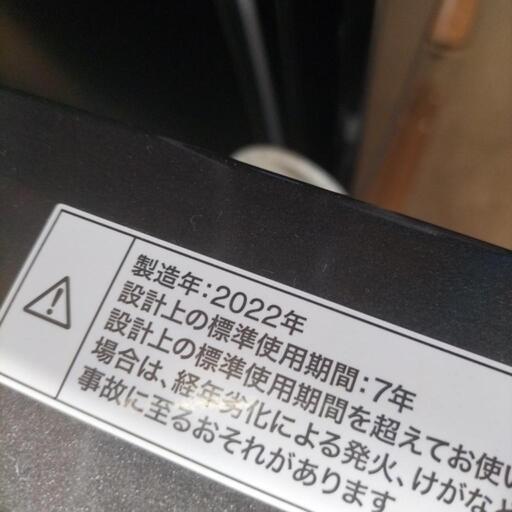 製造年：2022年
設計上の標準使用期間：7年
設計上の標準使用期間を超えてお使い
場合は、経年劣化による発火、けがなど
事故に至るおそれがあります